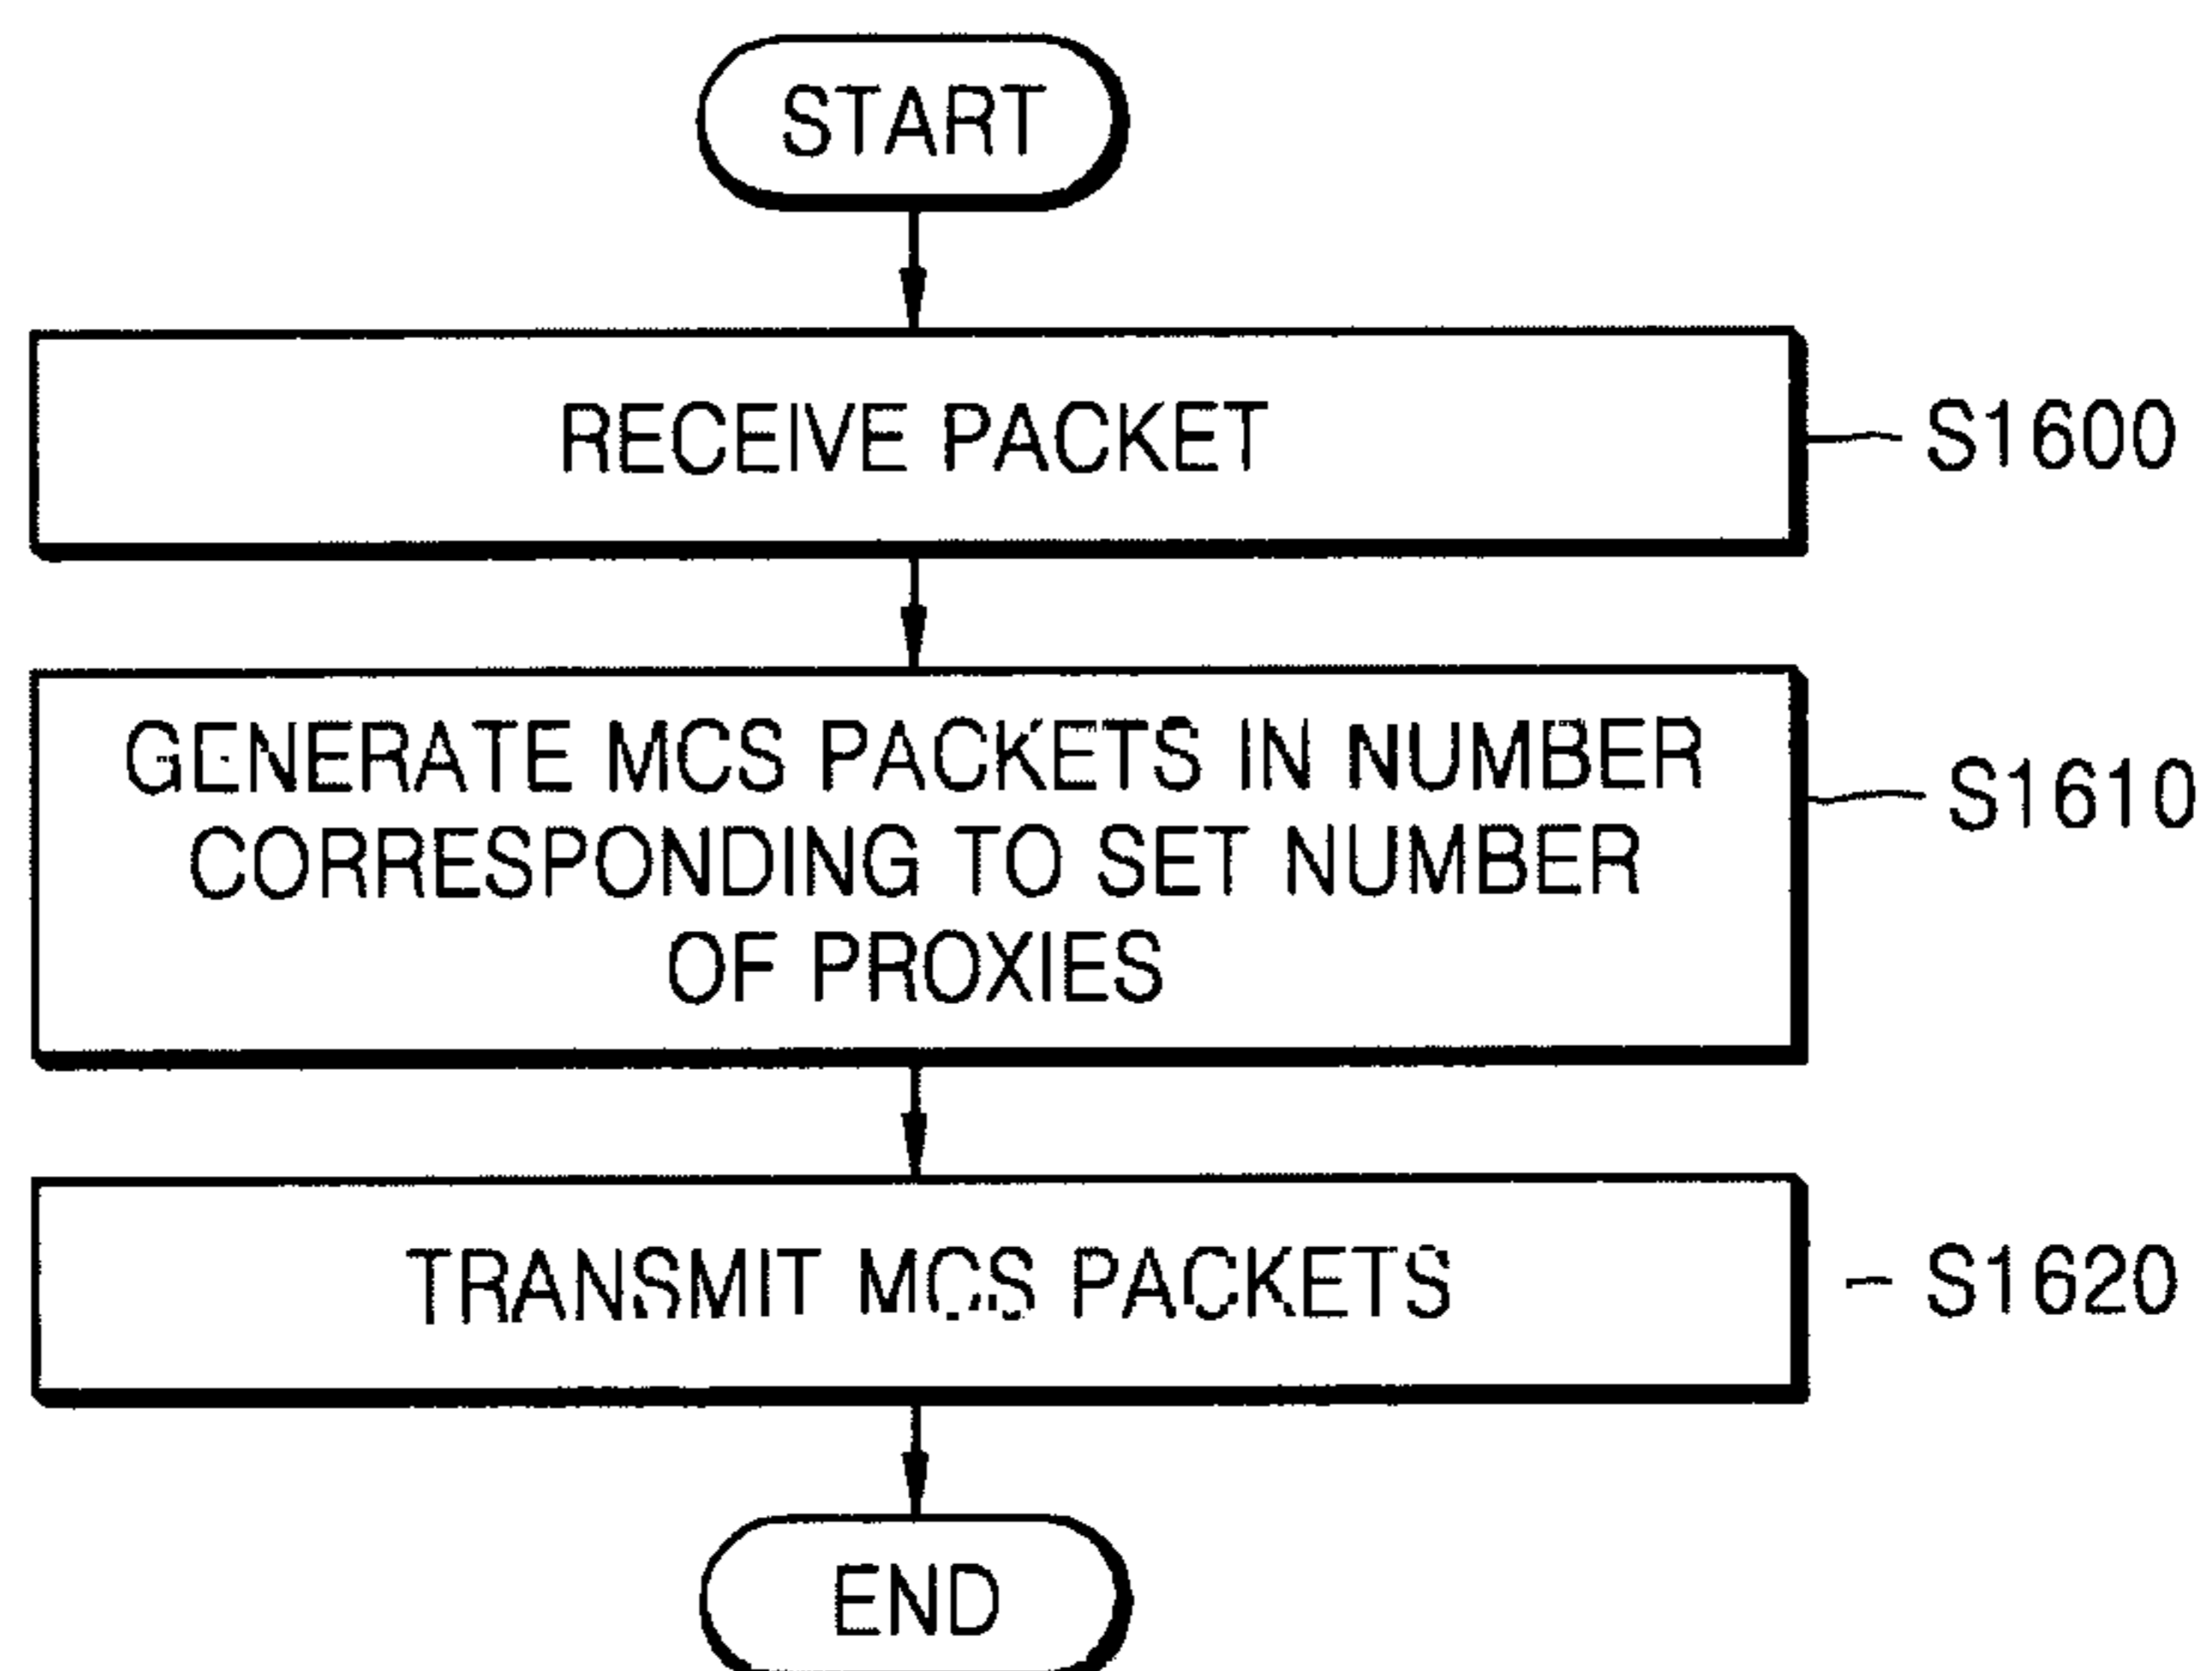 START
RECEIVE PACKET
S1600
GENERATE MCS PACKETS IN NUMBER
CORRESPONDING TO SET NUMBER
OF PROXIES
S1610
TRANSMIT MCS PACKETS
S1620
END